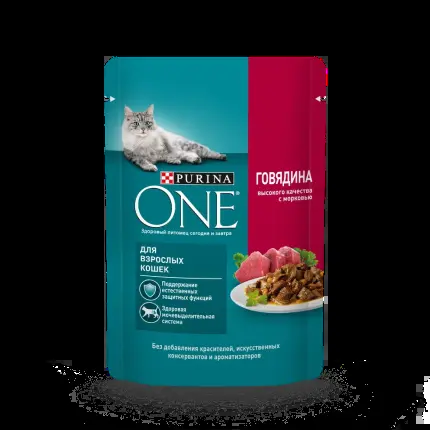 PURINA
ONE®
Здоровый питомец сегодня и завтра
ГОВЯДИНА
высокого качества
с морковью
ДЛЯ
ВЗРОСЛЫХ
КОШЕК
Поддержание
естественных
защитных функций
Здоровая
мочевыделительная
система
Без добавления красителей, искусственных
консервантов и ароматизаторов